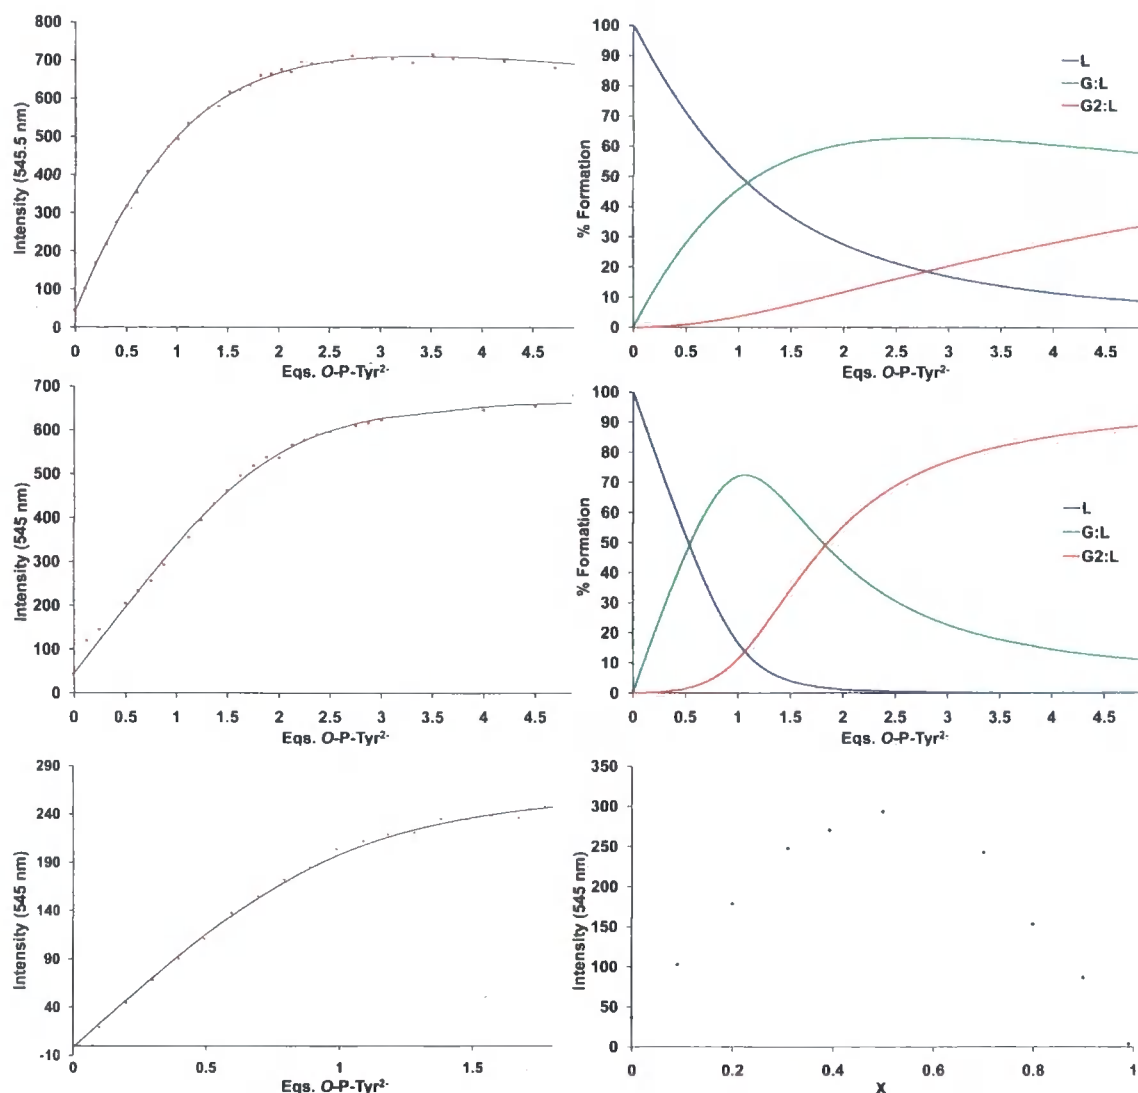 800
700
600
500
400
300
200
100
0
Intensity (545.5 nm)
0 0.5 1 1.5 2 2.5 3 3.5 4 4.5
Eqs. O-P-Tyr²⁻
100
90
80
70
60
50
40
30
20
10
0
% Formation
L
G:L
G2:L
0 0.5 1 1.5 2 2.5 3 3.5 4 4.5
Eqs. O-P-Tyr²⁻
700
600
500
400
300
200
100
0
Intensity (545 nm)
0 0.5 1 1.5 2 2.5 3 3.5 4 4.5
Eqs. O-P-Tyr²⁻
100
90
80
70
60
50
40
30
20
10
0
% Formation
L
G:L
G2:L
0 0.5 1 1.5 2 2.5 3 3.5 4 4.5
Eqs. O-P-Tyr²⁻
290
240
190
140
90
40
-10
Intensity (545 nm)
0 0.5 1 1.5
Eqs. O-P-Tyr²⁻
350
300
250
200
150
100
50
0
Intensity (545 nm)
0 0.2 0.4 0.6 0.8 1
X